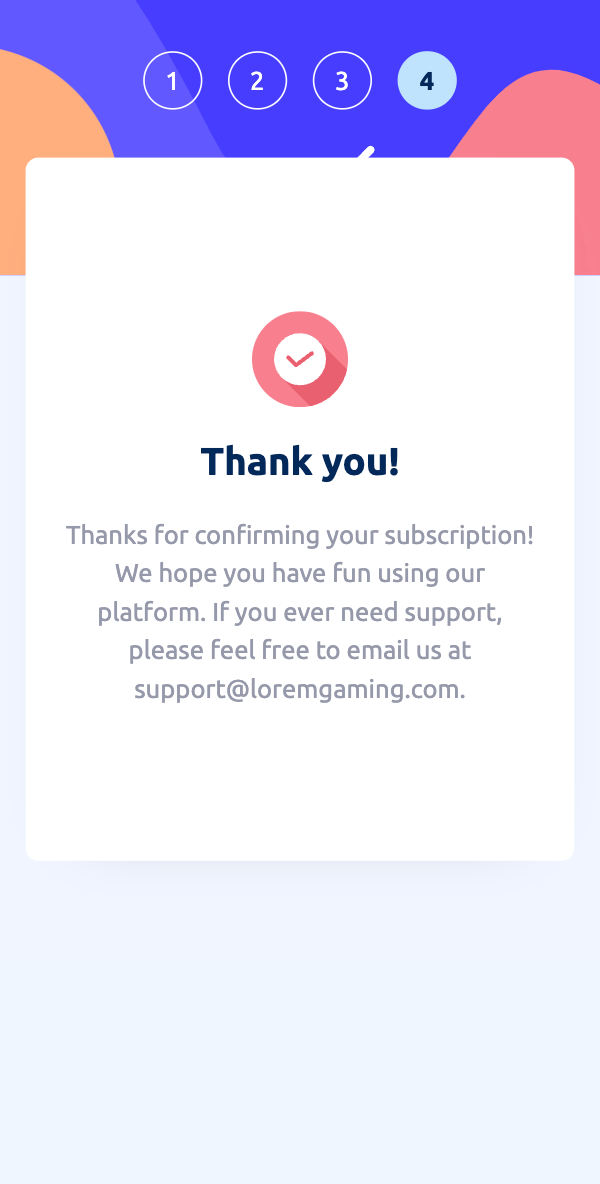 1 2 3 4
Thank you!
Thanks for confirming your subscription!
We hope you have fun using our
platform. If you ever need support,
please feel free to email us at
support@loremgaming.com.